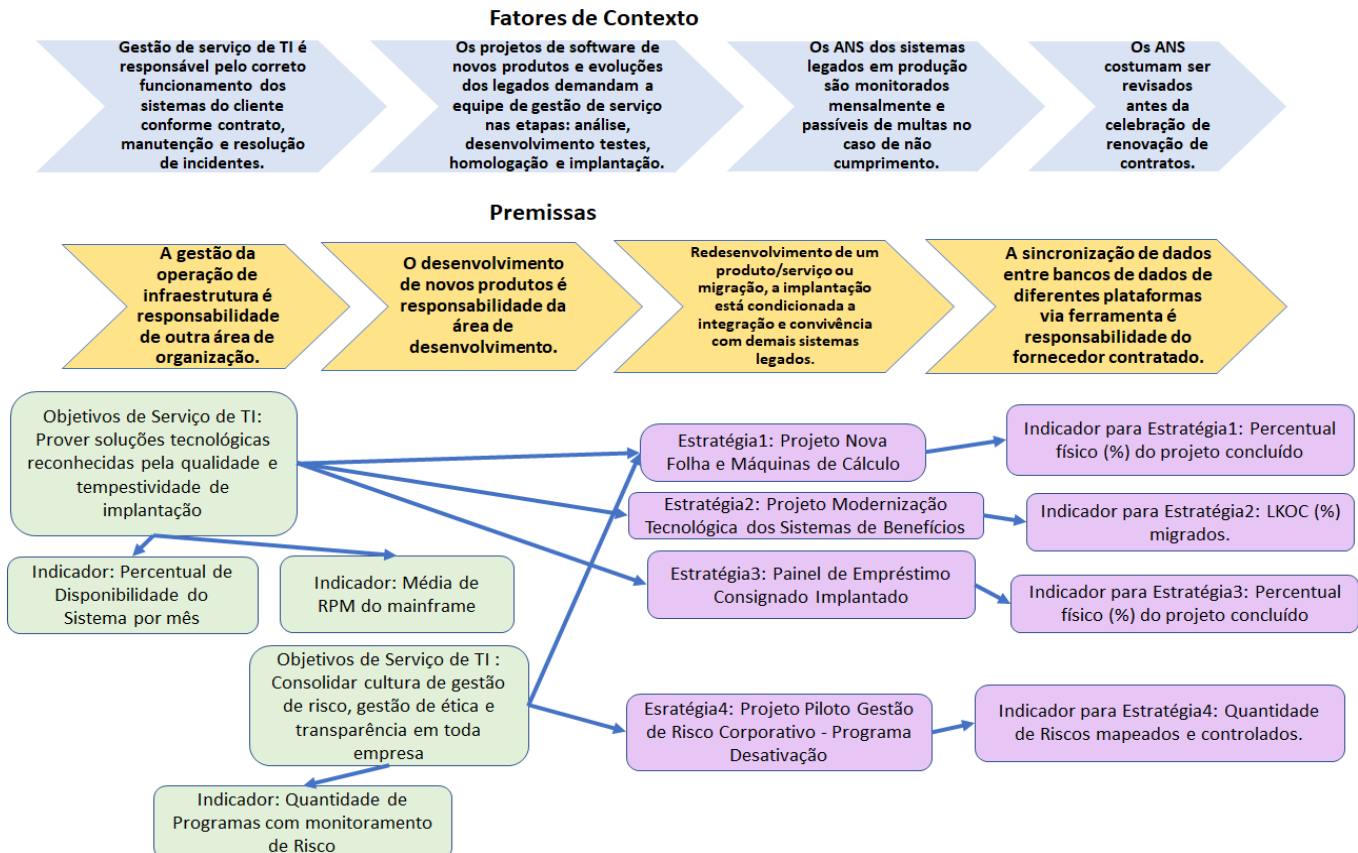 Fatores de Contexto
Gestão de serviço de TI é
responsável pelo correto
funcionamento dos
sistemas do cliente
conforme contrato,
manutenção e resolução
de incidentes.
Os projetos de software de
novos produtos e evoluções
dos legados demandam a
equipe de gestão de serviço
nas etapas: análise,
desenvolvimento testes,
homologação e implantação.
Os ANS dos sistemas
legados em produção
são monitorados
mensalmente e
passíveis de multas no
caso de não
cumprimento.
Os ANS
costumam ser
revisados
antes da
celebração de
renovação de
contratos.
Premissas
A gestão da
operação de
infraestrutura é
responsabilidade
de outra área de
organização.
O desenvolvimento
de novos produtos é
responsabilidade da
área de
desenvolvimento.
Redesenvolvimento de um
produto/serviço ou
migração, a implantação
está condicionada a
integração e convivência
com demais sistemas
legados.
A sincronização de dados
entre bancos de dados de
diferentes plataformas
via ferramenta é
responsabilidade do
fornecedor contratado.
Objetivos de Serviço de TI:
Prover soluções tecnológicas
reconhecidas pela qualidade e
tempestividade de
implantação
Estratégia1: Projeto Nova
Folha e Máquinas de Cálculo
Indicador para Estratégia1: Percentual
físico (%) do projeto concluído
Estratégia2: Projeto Modernização
Tecnológica dos Sistemas de Benefícios
Indicador para Estratégia2: LKOC (%)
migrados.
Indicador: Percentual de
Disponibilidade do
Sistema por mês
Indicador: Média de
RPM do mainframe
Estratégia3: Painel de Empréstimo
Consignado Implantado
Indicador para Estratégia3: Percentual
físico (%) do projeto concluído
Objetivos de Serviço de TI :
Consolidar cultura de gestão
de risco, gestão de ética e
transparência em toda
empresa
Esratégia4: Projeto Piloto Gestão
de Risco Corporativo - Programa
Desativação
Indicador para Estratégia4: Quantidade
de Riscos mapeados e controlados.
Indicador: Quantidade de
Programas com monitoramento
de Risco